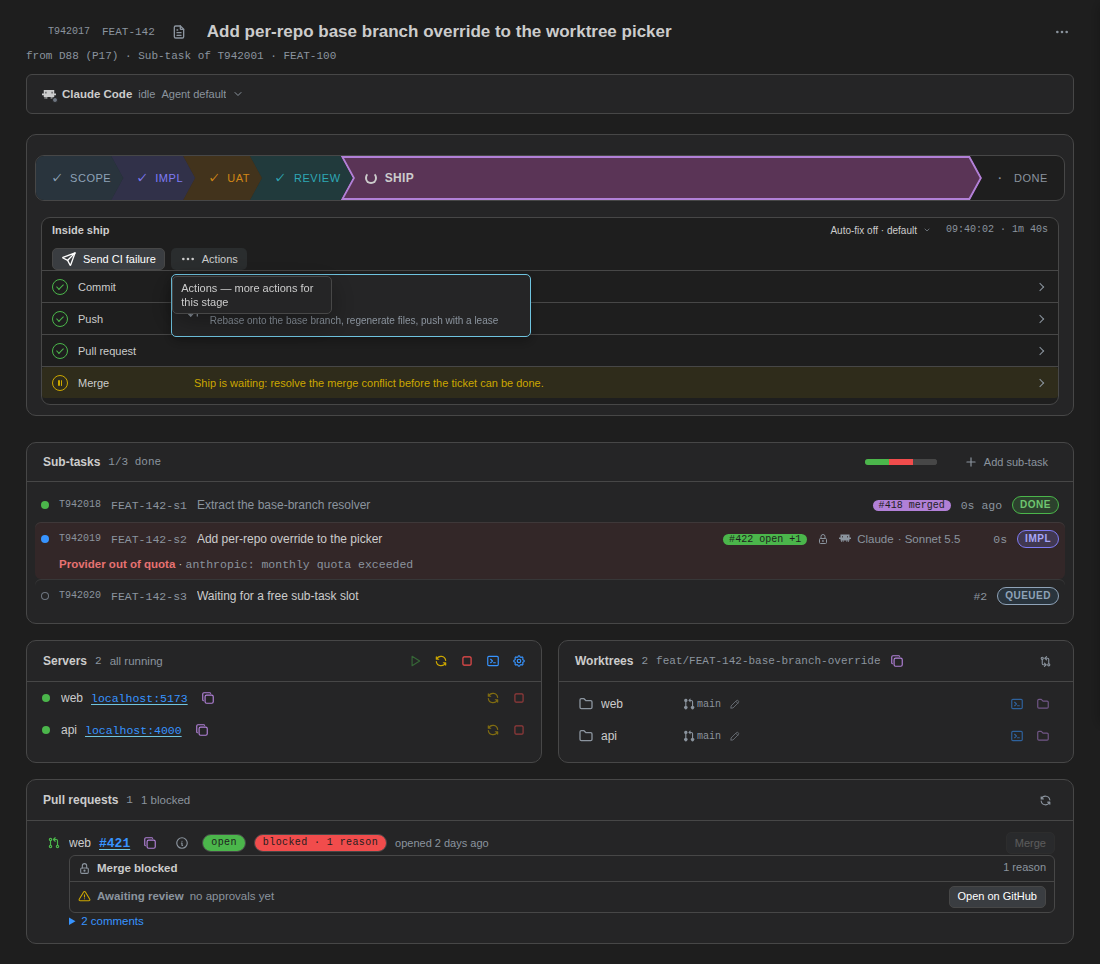 T942017 FEAT-142 Add per-repo base branch override to the worktree picker
from D88 (P17) · Sub-task of T942001 · FEAT-100
Claude Code idle Agent default
SCOPE IMPL UAT REVIEW SHIP · DONE
Inside ship Auto-fix off · default 09:40:02 · 1m 40s
Send CI failure Actions
Commit
Actions — more actions for
this stage
Push
Rebase onto the base branch, regenerate files, push with a lease
Pull request
Merge Ship is waiting: resolve the merge conflict before the ticket can be done.
Sub-tasks 1/3 done Add sub-task
T942018 FEAT-142-s1 Extract the base-branch resolver #418 merged 0s ago DONE
T942019 FEAT-142-s2 Add per-repo override to the picker #422 open +1 Claude · Sonnet 5.5 0s IMPL
Provider out of quota · anthropic: monthly quota exceeded
T942020 FEAT-142-s3 Waiting for a free sub-task slot #2 QUEUED
Servers 2 all running
web localhost:5173
api localhost:4000
Worktrees 2 feat/FEAT-142-base-branch-override
web main
api main
Pull requests 1 1 blocked
web #421 open blocked · 1 reason opened 2 days ago Merge
Merge blocked 1 reason
Awaiting review no approvals yet Open on GitHub
2 comments